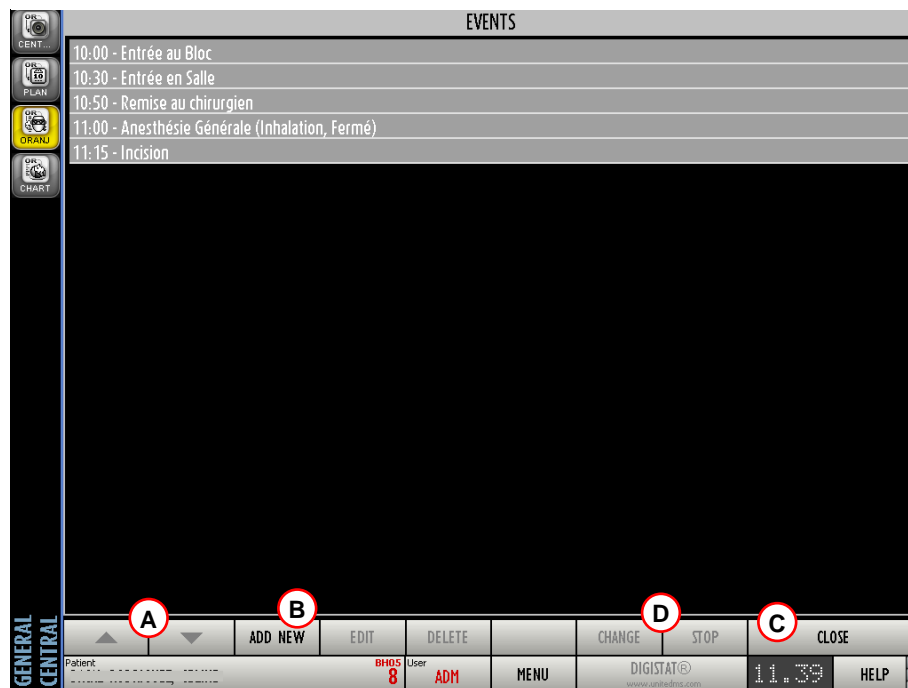 EVENTS
OR
CENT...
OR
10
PLAN
OR
ORANJ
OR
CHART
10:00 - Entrée au Bloc
10:30 - Entrée en Salle
10:50 - Remise au chirurgien
11:00 - Anesthésie Générale (Inhalation, Fermé)
11:15 - Incision
A
B
D
C
ADD NEW EDIT DELETE CHANGE STOP CLOSE
GENERAL
CENTRAL
Patient
BH05
8
User
ADM
MENU
DIGISTAT®
www.unitedms.com
11.39
HELP